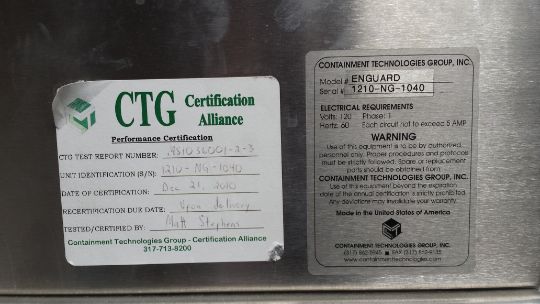 CTG Certification Alliance
Performance Certification
CTG TEST REPORT NUMBER:
UNIT IDENTIFICATION (S/N): 1210-NG-1040
DATE OF CERTIFICATION: Dec 21, 2010
RECERTIFICATION DUE DATE: Upon delivery
TESTED/CERTIFIED BY: Matt Stephens
Containment Technologies Group - Certification Alliance
317-713-8200
CONTAINMENT TECHNOLOGIES GROUP, INC.
Model # ENGUARD
Serial # 1210-NG-1040
ELECTRICAL REQUIREMENTS
Volts: 120 Phase: 1
Hertz: 60 Each circuit not to exceed 5 AMP
WARNING
Use of this equipment is to be by authorized
personnel only. Proper procedures and protocols
must be strictly followed. Spare or replacement
parts should be obtained from:
CONTAINMENT TECHNOLOGIES GROUP, INC.
Use of this equipment beyond the expiration
date of the annual certification is strictly prohibited.
Any deviations may invalidate your warranty.
Made in the United States of America
CONTAINMENT TECHNOLOGIES GROUP, INC.
(317) 862-5945 ■ FAX (317)
www.containmenttechnologies.com